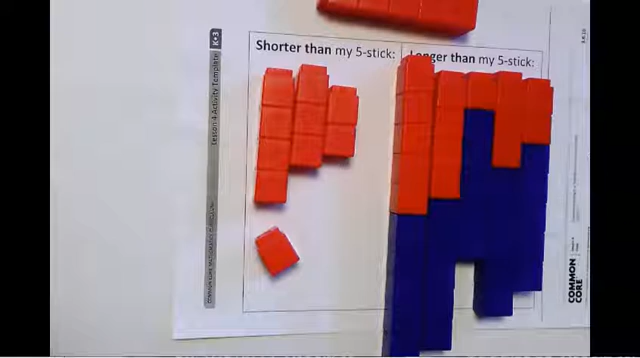 Shorter than my 5-stick:
Longer than my 5-stick:
Lesson 4 Activity Template
K•3
COMMON
CORE